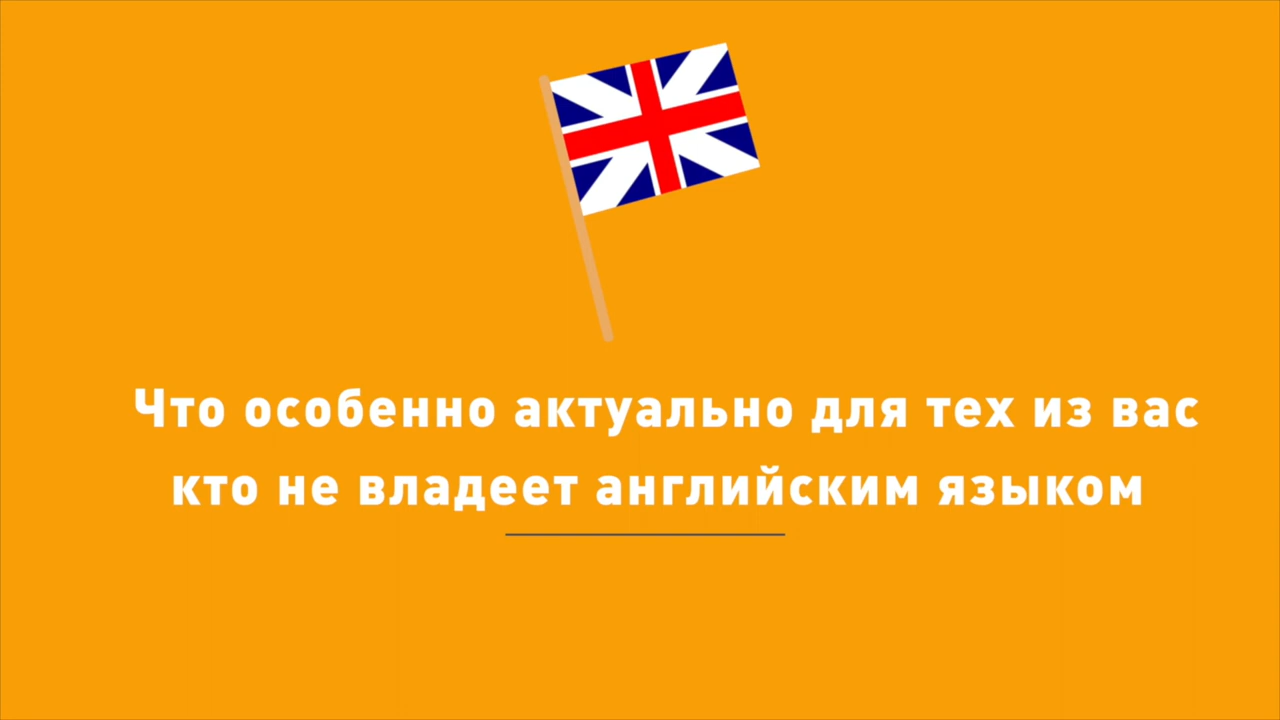 Что особенно актуально для тех из вас
кто не владеет английским языком